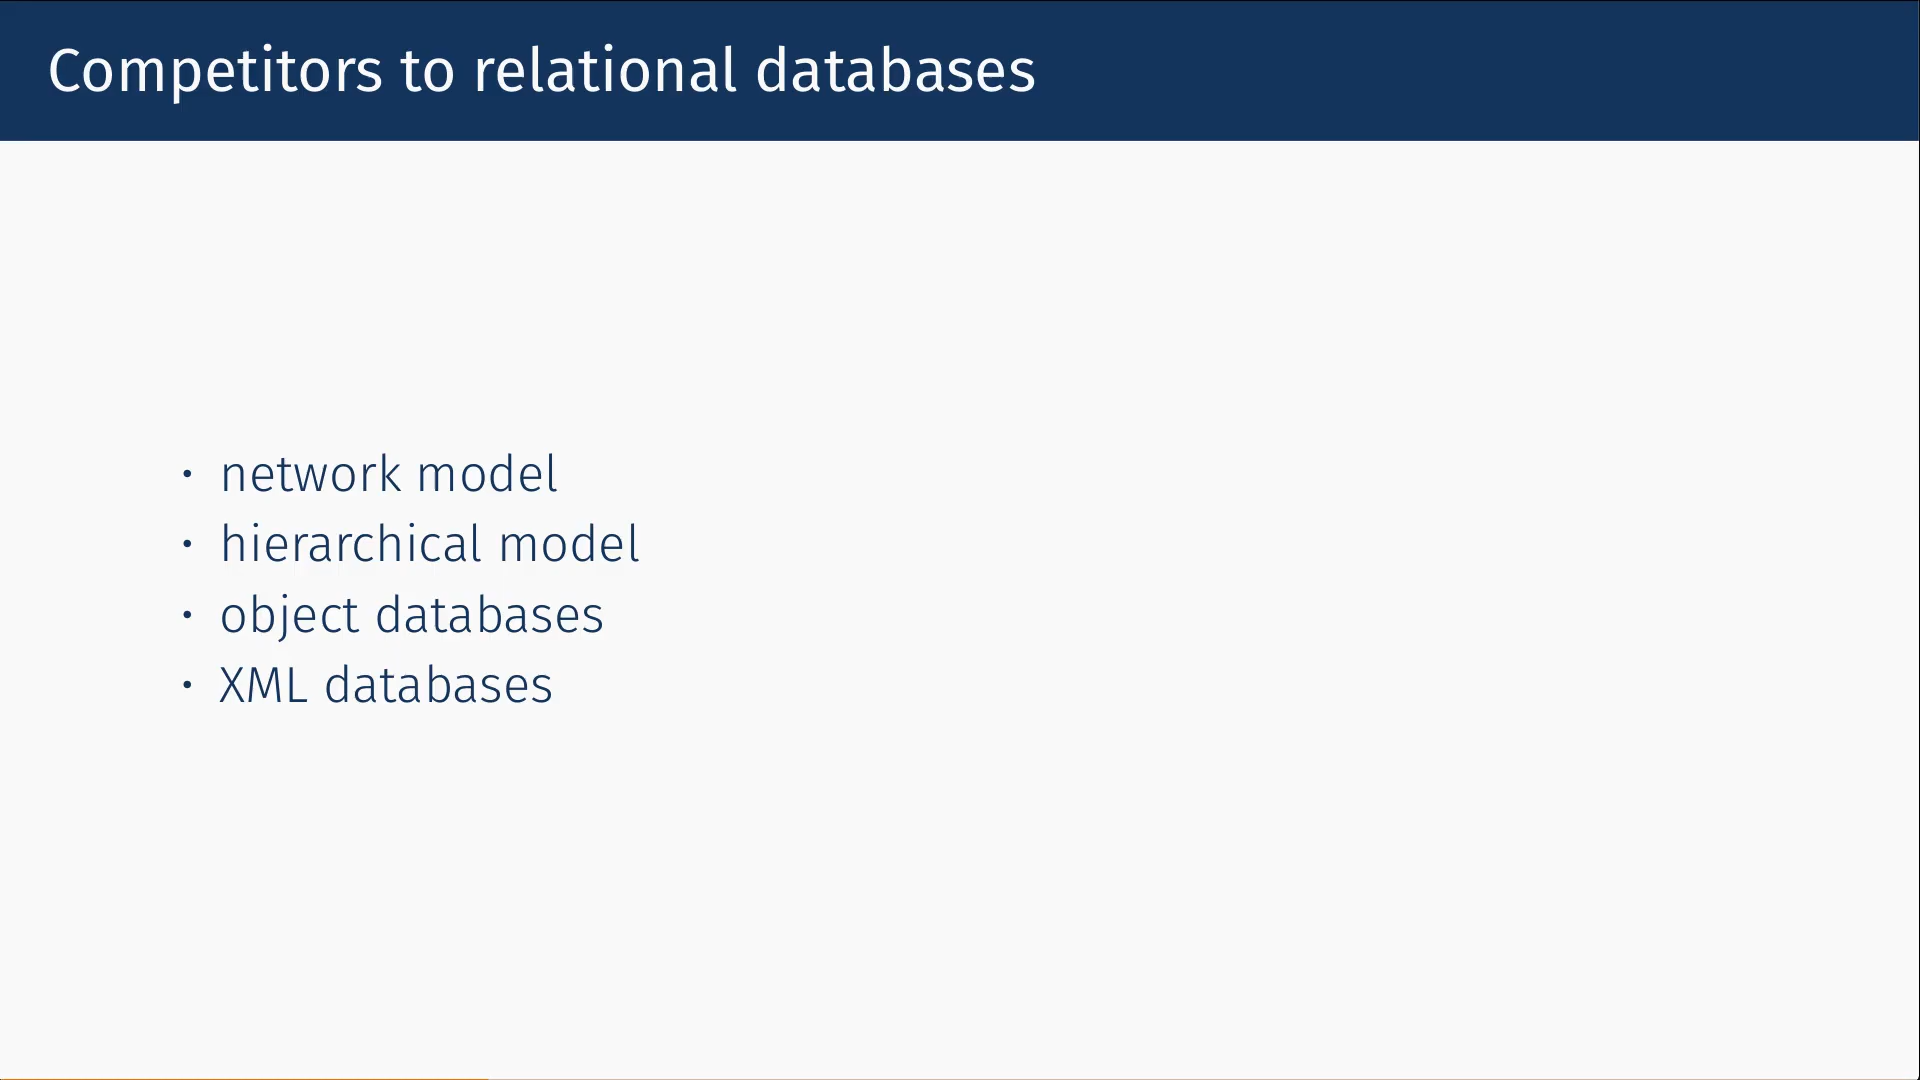 Competitors to relational databases
• network model
• hierarchical model
• object databases
• XML databases